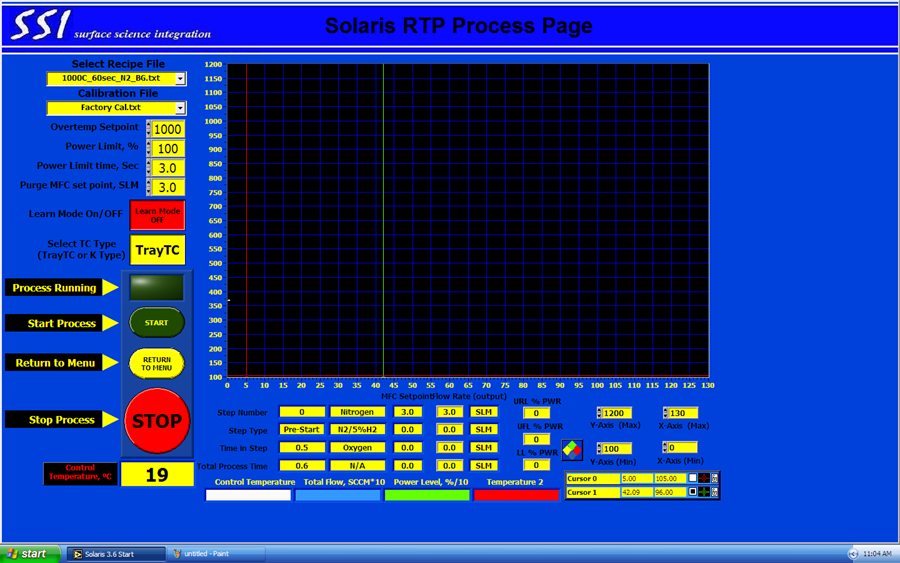 SSI surface science integration
Solaris RTP Process Page
Select Recipe File
1000C_60sec_N2_BG.txt
Calibration File
Factory Cal.txt
Overtemp Setpoint 1000
Power Limit, % 100
Power Limit time, Sec 3.0
Purge MFC set point, SLM 3.0
Learn Mode On/OFF
Learn Mode
OFF
Select TC Type
(TrayTC or K Type)
TrayTC
Process Running
Start Process
START
Return to Menu
RETURN
TO MENU
Stop Process
STOP
Control
Temperature, °C
19
1200
1150
1100
1050
1000
950
900
850
800
750
700
650
600
550
500
450
400
350
300
250
200
150
100
0 5 10 15 20 25 30 35 40 45 50 55 60 65 70 75 80 85 90 95 100 105 110 115 120 125 130
MFC SetpointFlow Rate (output)
Step Number 0 Nitrogen 3.0 3.0 SLM
Step Type Pre-Start N2/5%H2 0.0 0.0 SLM
Time in Step 0.5 Oxygen 0.0 0.0 SLM
Total Process Time 0.6 N/A 0.0 0.0 SLM
URL % PWR
0
UFL % PWR
0
LL % PWR
0
1200
Y-Axis (Max)
130
X-Axis (Max)
100
Y-Axis (Min)
0
X-Axis (Min)
Control Temperature Total Flow, SCCM*10 Power Level, %/10 Temperature 2
Cursor 0 5.00 105.00
Cursor 1 42.09 96.00
start
Solaris 3.6 Start
untitled - Paint
11:04 AM